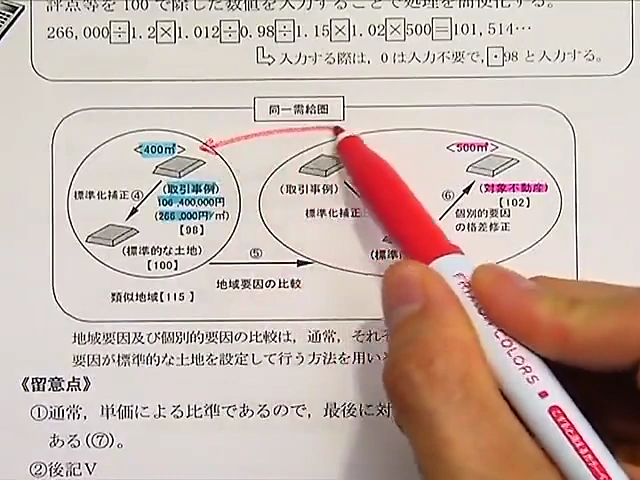 評点等を100で除した数値を入力することで処理を簡便化する。
266,000÷1.2×1.012÷0.98÷1.15×1.02×500=101,514…
入力する際は，0は入力不要で，・98と入力する。
同一需給圏
<400㎡>
(取引事例)
106,400,000円
(266,000円/㎡)
【98】
標準化補正④
(標準的な土地)
【100】
類似地域【115】
⑤
地域要因の比較
(取引事例)
標準化補正
(標準
<500㎡>
(対象不動産)
【102】
⑥
個別的要因
の格差修正
地域要因及び個別的要因の比較は，通常，それぞ
要因が標準的な土地を設定して行う方法を用い
《留意点》
①通常，単価による比準であるので，最後に対
ある(⑦)。
②後記Ⅴ
FRIXION COLORS